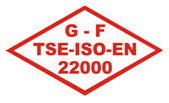 G - F
TSE-ISO-EN
22000